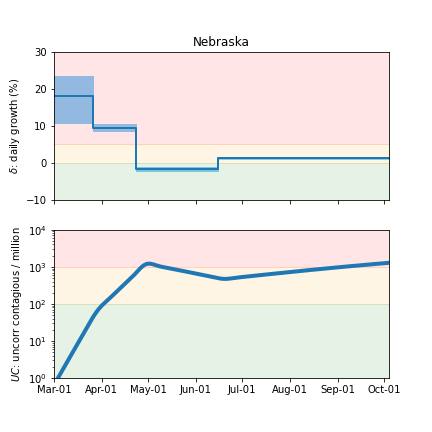 Nebraska
30
20
10
0
−10
δ: daily growth (%)
10⁴
10³
10²
10¹
10⁰
UC: uncorr contagious / million
Mar-01 Apr-01 May-01 Jun-01 Jul-01 Aug-01 Sep-01 Oct-01